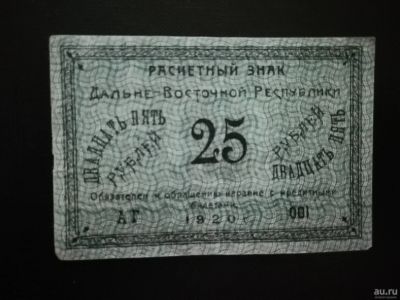 РАСЧЕТНЫЙ ЗНАК
ДАЛЬНЕ-ВОСТОЧНОЙ РЕСПУБЛИКИ
ДВАДЦАТЬ ПЯТЬ
РУБЛЕЙ
25
РУБЛЕЙ
ДВАДЦАТЬ ПЯТЬ
Обязателен к обращению наравне с кредитными
билетами
АГ 1920г. 001
au.ru